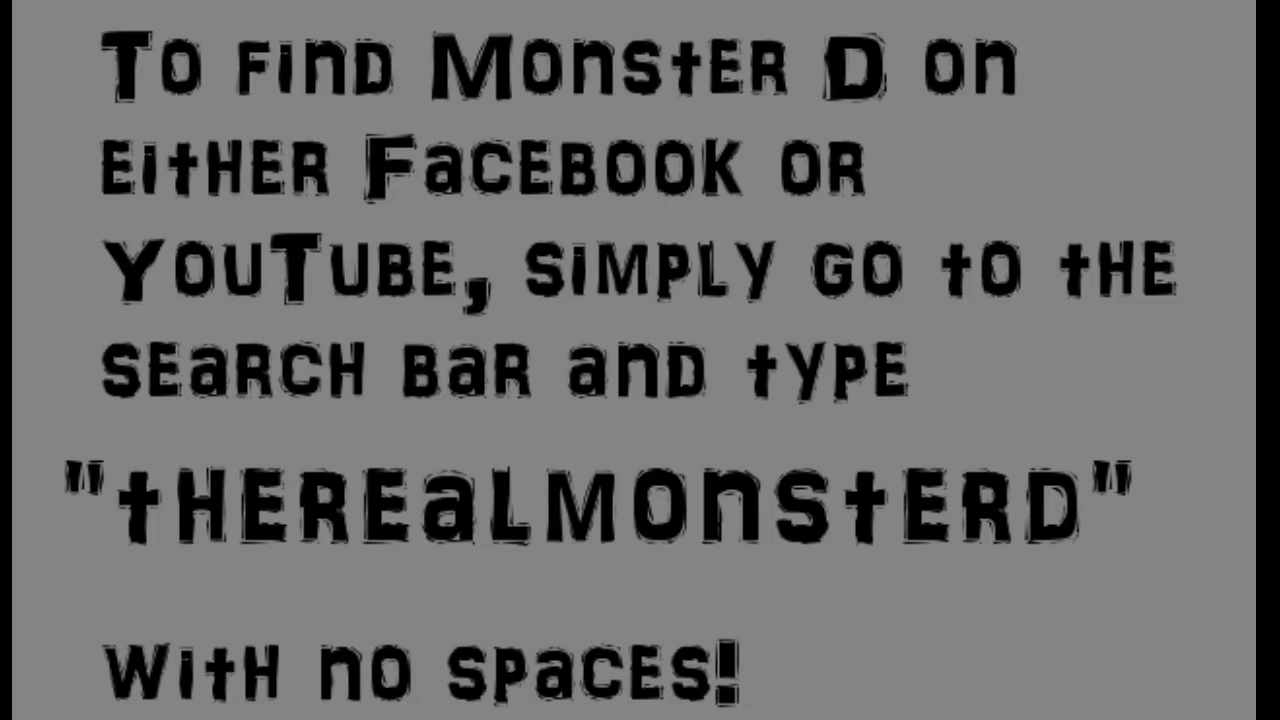 To find Monster D on
either Facebook or
YouTube, simply go to the
search bar and type
"therealmonsterd"
with no spaces!